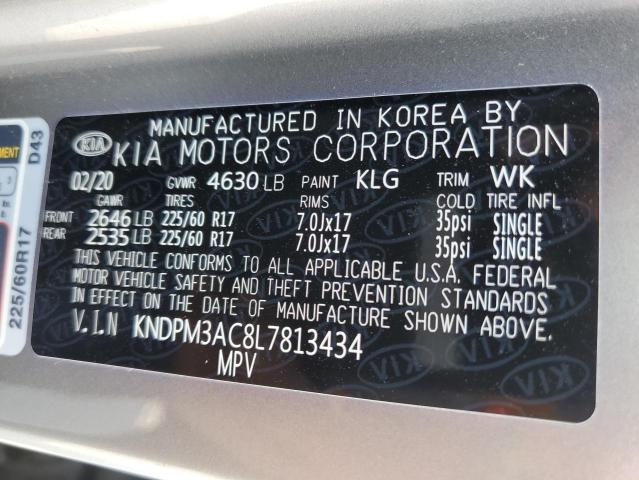 MANUFACTURED IN KOREA BY
KIA KIA MOTORS CORPORATION
02/20 GVWR 4630 LB PAINT KLG TRIM WK
GAWR TIRES RIMS COLD TIRE INFL
FRONT 2646 LB 225/60 R17 7.0Jx17 35psi SINGLE
REAR 2535 LB 225/60 R17 7.0Jx17 35psi SINGLE
THIS VEHICLE CONFORMS TO ALL APPLICABLE U.S.A. FEDERAL
MOTOR VEHICLE SAFETY AND THEFT PREVENTION STANDARDS
IN EFFECT ON THE DATE OF MANUFACTURE SHOWN ABOVE.
V.I.N KNDPM3AC8L7813434
MPV
D43
225/60R17